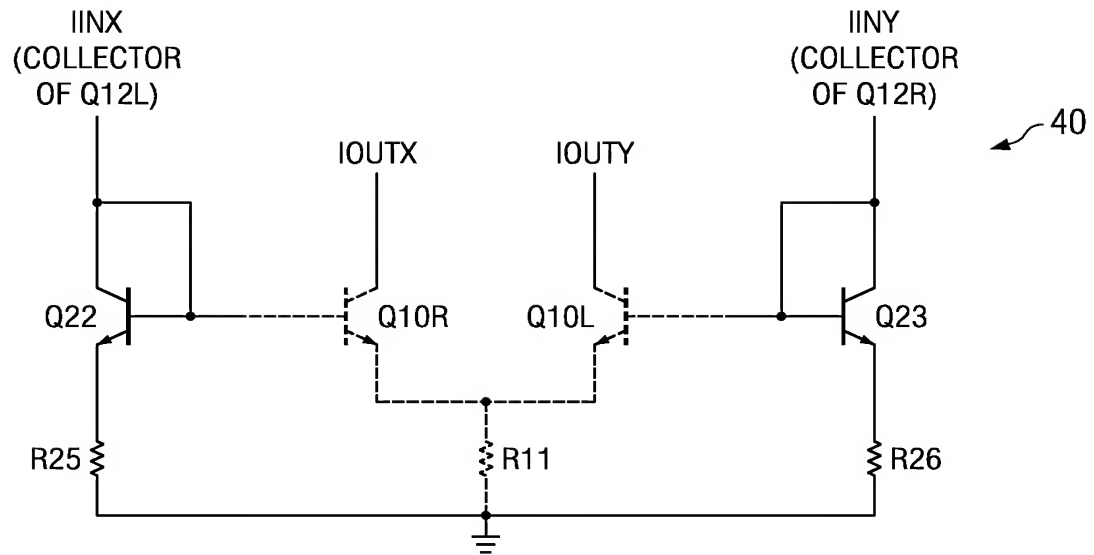 IINX
(COLLECTOR
OF Q12L)
IINY
(COLLECTOR
OF Q12R)
40
IOUTX
IOUTY
Q22
Q10R
Q10L
Q23
R25
R11
R26